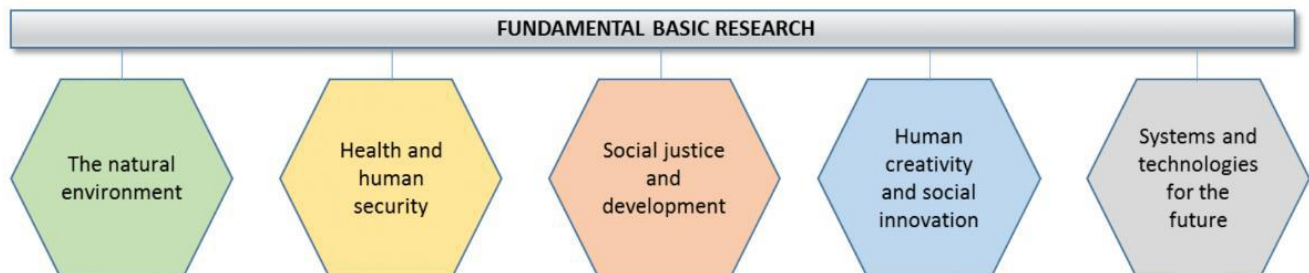 FUNDAMENTAL BASIC RESEARCH
The natural
environment
Health and
human
security
Social justice
and
development
Human
creativity
and social
innovation
Systems and
technologies
for the
future